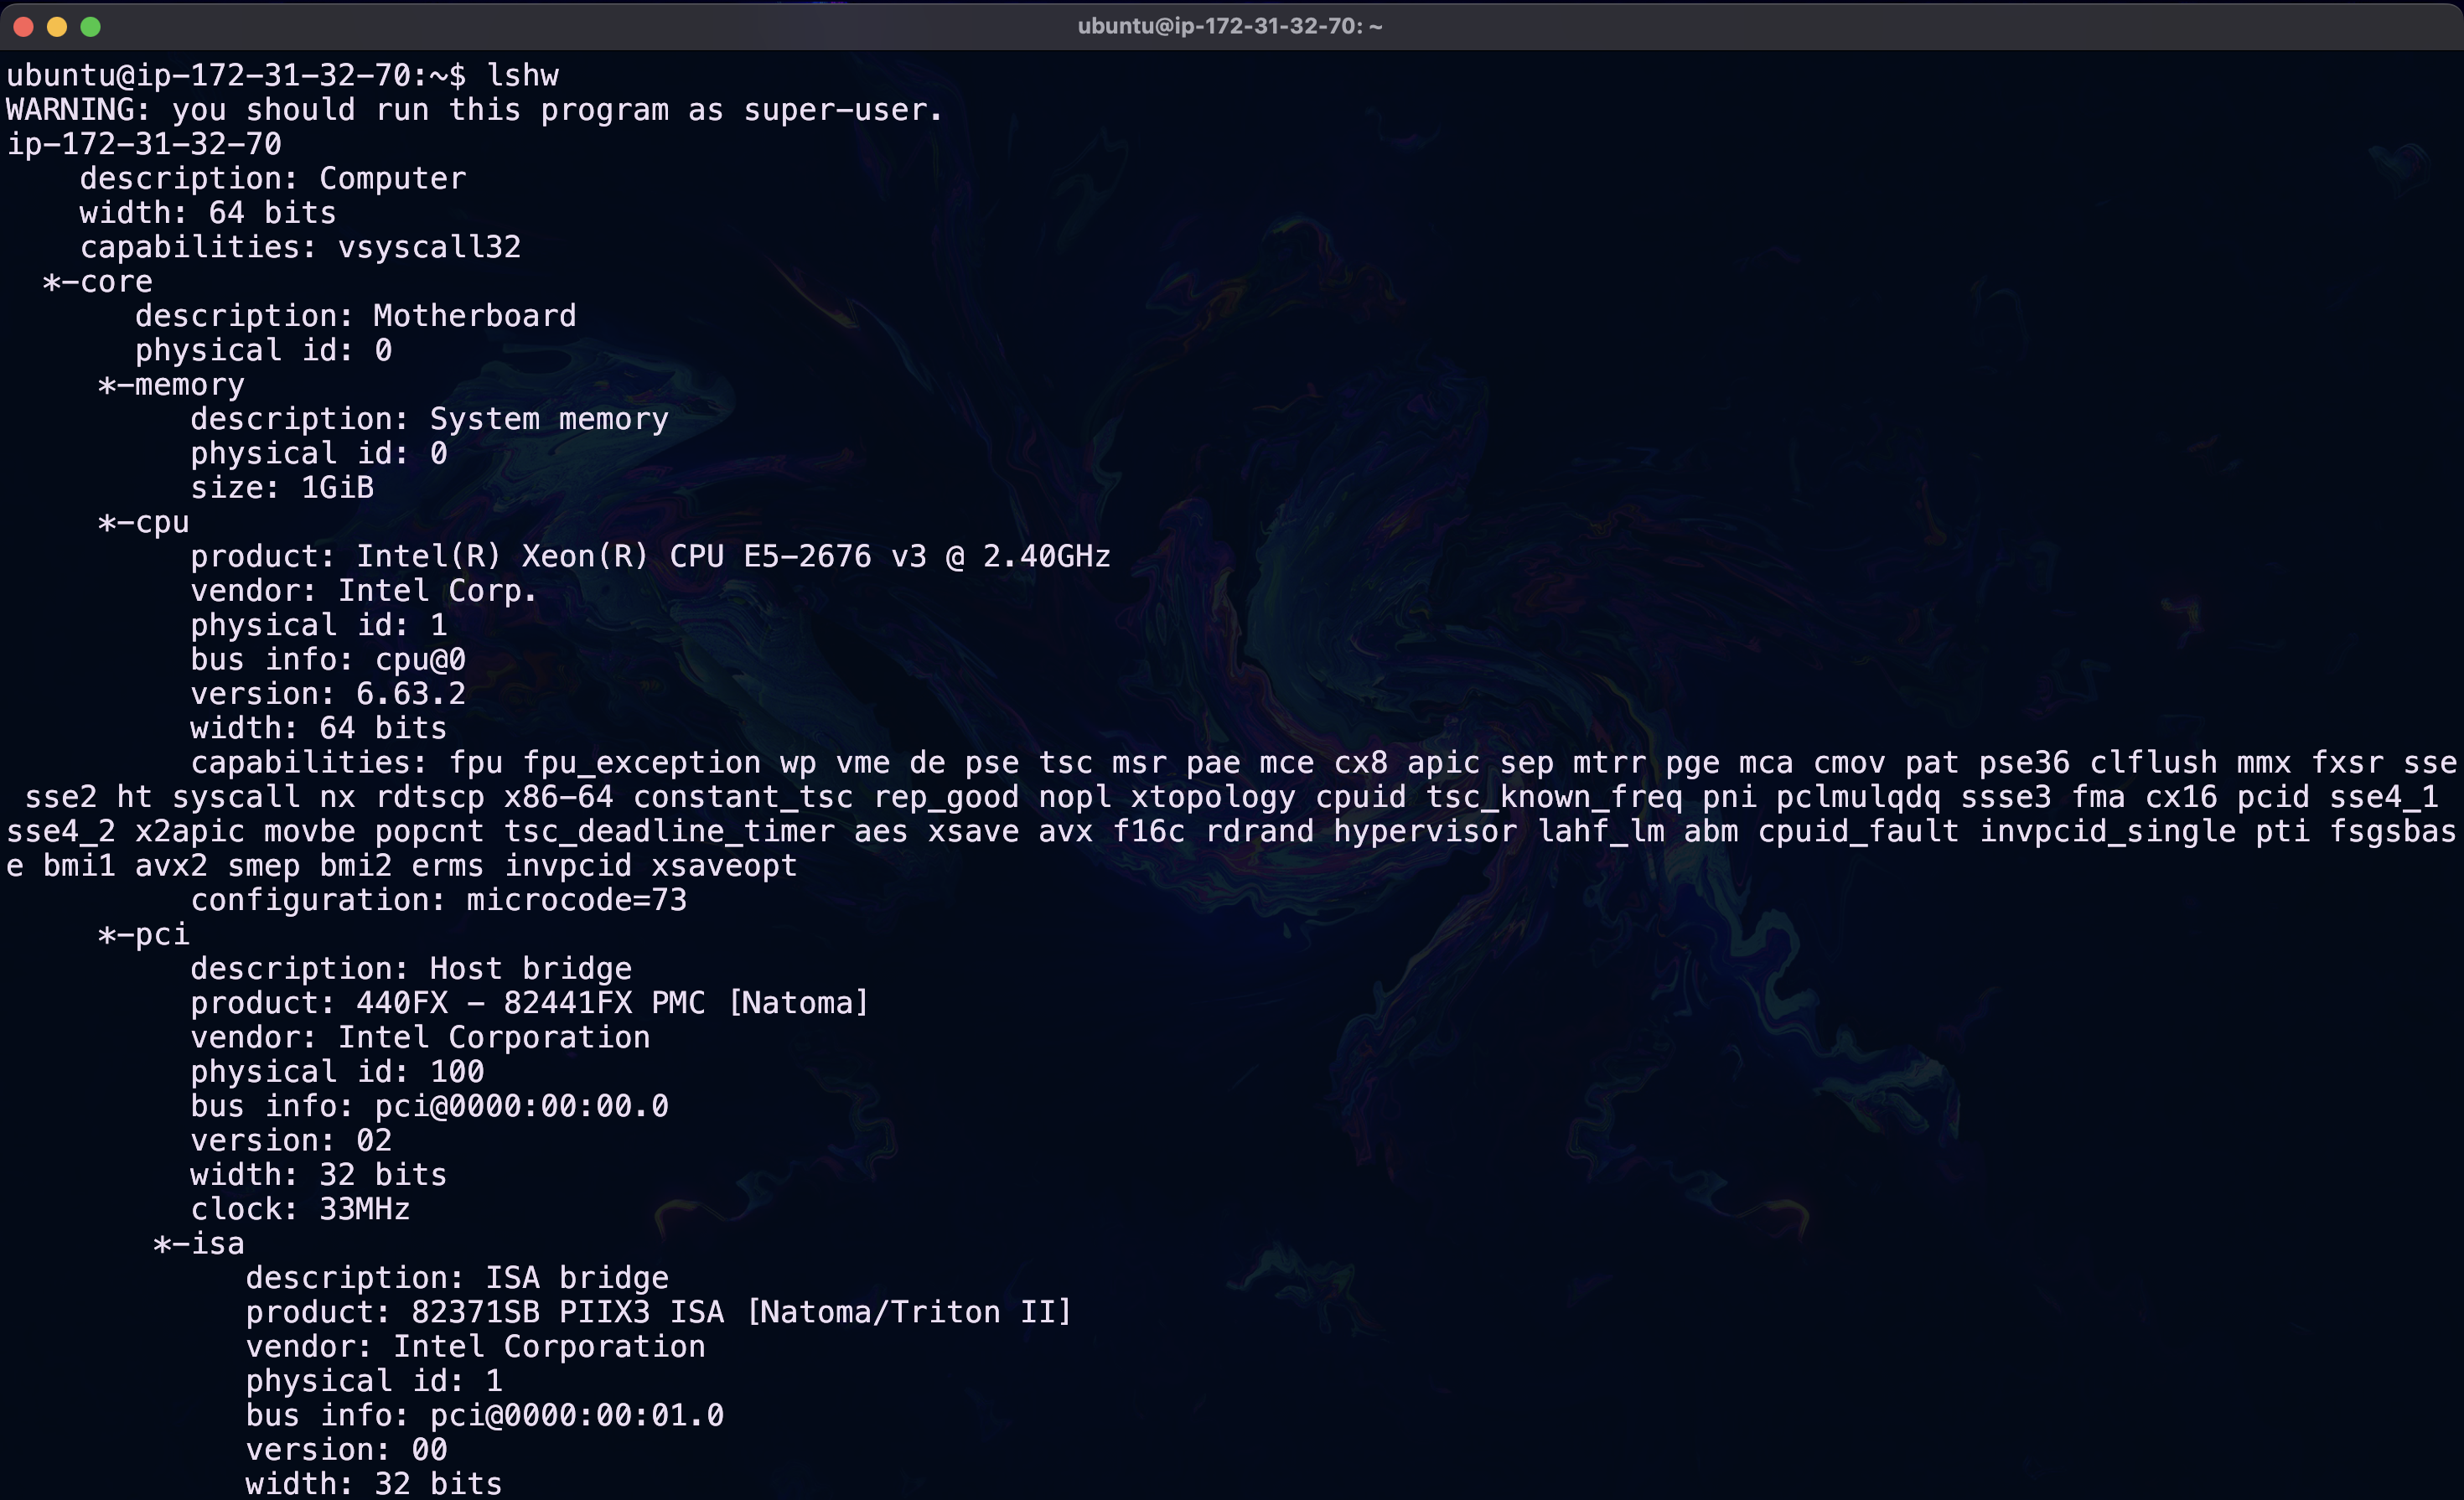 ubuntu@ip-172-31-32-70: ~
ubuntu@ip-172-31-32-70:~$ lshw
WARNING: you should run this program as super-user.
ip-172-31-32-70
    description: Computer
    width: 64 bits
    capabilities: vsyscall32
  *-core
       description: Motherboard
       physical id: 0
     *-memory
          description: System memory
          physical id: 0
          size: 1GiB
     *-cpu
          product: Intel(R) Xeon(R) CPU E5-2676 v3 @ 2.40GHz
          vendor: Intel Corp.
          physical id: 1
          bus info: cpu@0
          version: 6.63.2
          width: 64 bits
          capabilities: fpu fpu_exception wp vme de pse tsc msr pae mce cx8 apic sep mtrr pge mca cmov pat pse36 clflush mmx fxsr sse
 sse2 ht syscall nx rdtscp x86-64 constant_tsc rep_good nopl xtopology cpuid tsc_known_freq pni pclmulqdq ssse3 fma cx16 pcid sse4_1
sse4_2 x2apic movbe popcnt tsc_deadline_timer aes xsave avx f16c rdrand hypervisor lahf_lm abm cpuid_fault invpcid_single pti fsgsbas
e bmi1 avx2 smep bmi2 erms invpcid xsaveopt
          configuration: microcode=73
     *-pci
          description: Host bridge
          product: 440FX - 82441FX PMC [Natoma]
          vendor: Intel Corporation
          physical id: 100
          bus info: pci@0000:00:00.0
          version: 02
          width: 32 bits
          clock: 33MHz
        *-isa
             description: ISA bridge
             product: 82371SB PIIX3 ISA [Natoma/Triton II]
             vendor: Intel Corporation
             physical id: 1
             bus info: pci@0000:00:01.0
             version: 00
             width: 32 bits